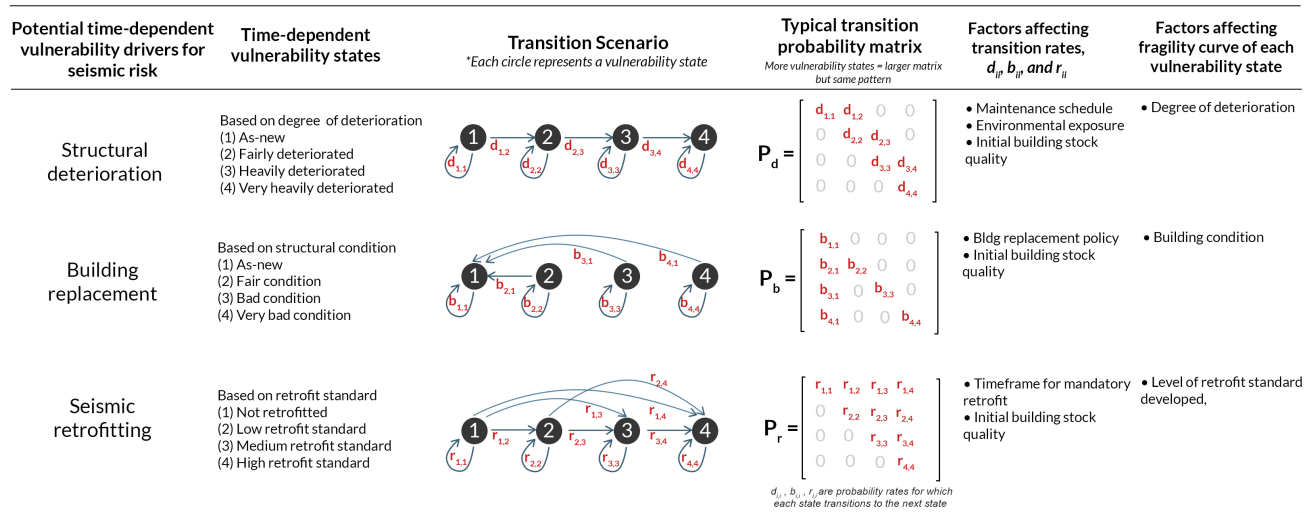 Potential time-dependent
vulnerability drivers for
seismic risk
Time-dependent
vulnerability states
Transition Scenario
*Each circle represents a vulnerability state
Typical transition
probability matrix
More vulnerability states = larger matrix
but same pattern
Factors affecting
transition rates,
d_ii, b_ii, and r_ii
Factors affecting
fragility curve of each
vulnerability state
Structural
deterioration
Based on degree of deterioration
(1) As-new
(2) Fairly deteriorated
(3) Heavily deteriorated
(4) Very heavily deteriorated
1 2 3 4
d1,2 d2,3 d3,4
d1,1 d2,2 d3,3 d4,4
P_d =
d1,1 d1,2 0 0
0 d2,2 d2,3 0
0 0 d3,3 d3,4
0 0 0 d4,4
• Maintenance schedule
• Environmental exposure
• Initial building stock
quality
• Degree of deterioration
Building
replacement
Based on structural condition
(1) As-new
(2) Fair condition
(3) Bad condition
(4) Very bad condition
b3,1 b4,1
1 2 3 4
b2,1
b1,1 b2,2 b3,3 b4,4
P_b =
b1,1 0 0 0
b2,1 b2,2 0 0
b3,1 0 b3,3 0
b4,1 0 0 b4,4
• Bldg replacement policy
• Initial building stock
quality
• Building condition
Seismic
retrofitting
Based on retrofit standard
(1) Not retrofitted
(2) Low retrofit standard
(3) Medium retrofit standard
(4) High retrofit standard
r2,4
r1,3 r1,4
1 2 3 4
r1,2 r2,3 r3,4
r1,1 r2,2 r3,3 r4,4
P_r =
r1,1 r1,2 r1,3 r1,4
0 r2,2 r2,3 r2,4
0 0 r3,3 r3,4
0 0 0 r4,4
d_i,i , b_i,i , r_i,i are probability rates for which
each state transitions to the next state
• Timeframe for mandatory
retrofit
• Initial building stock
quality
• Level of retrofit standard
developed,